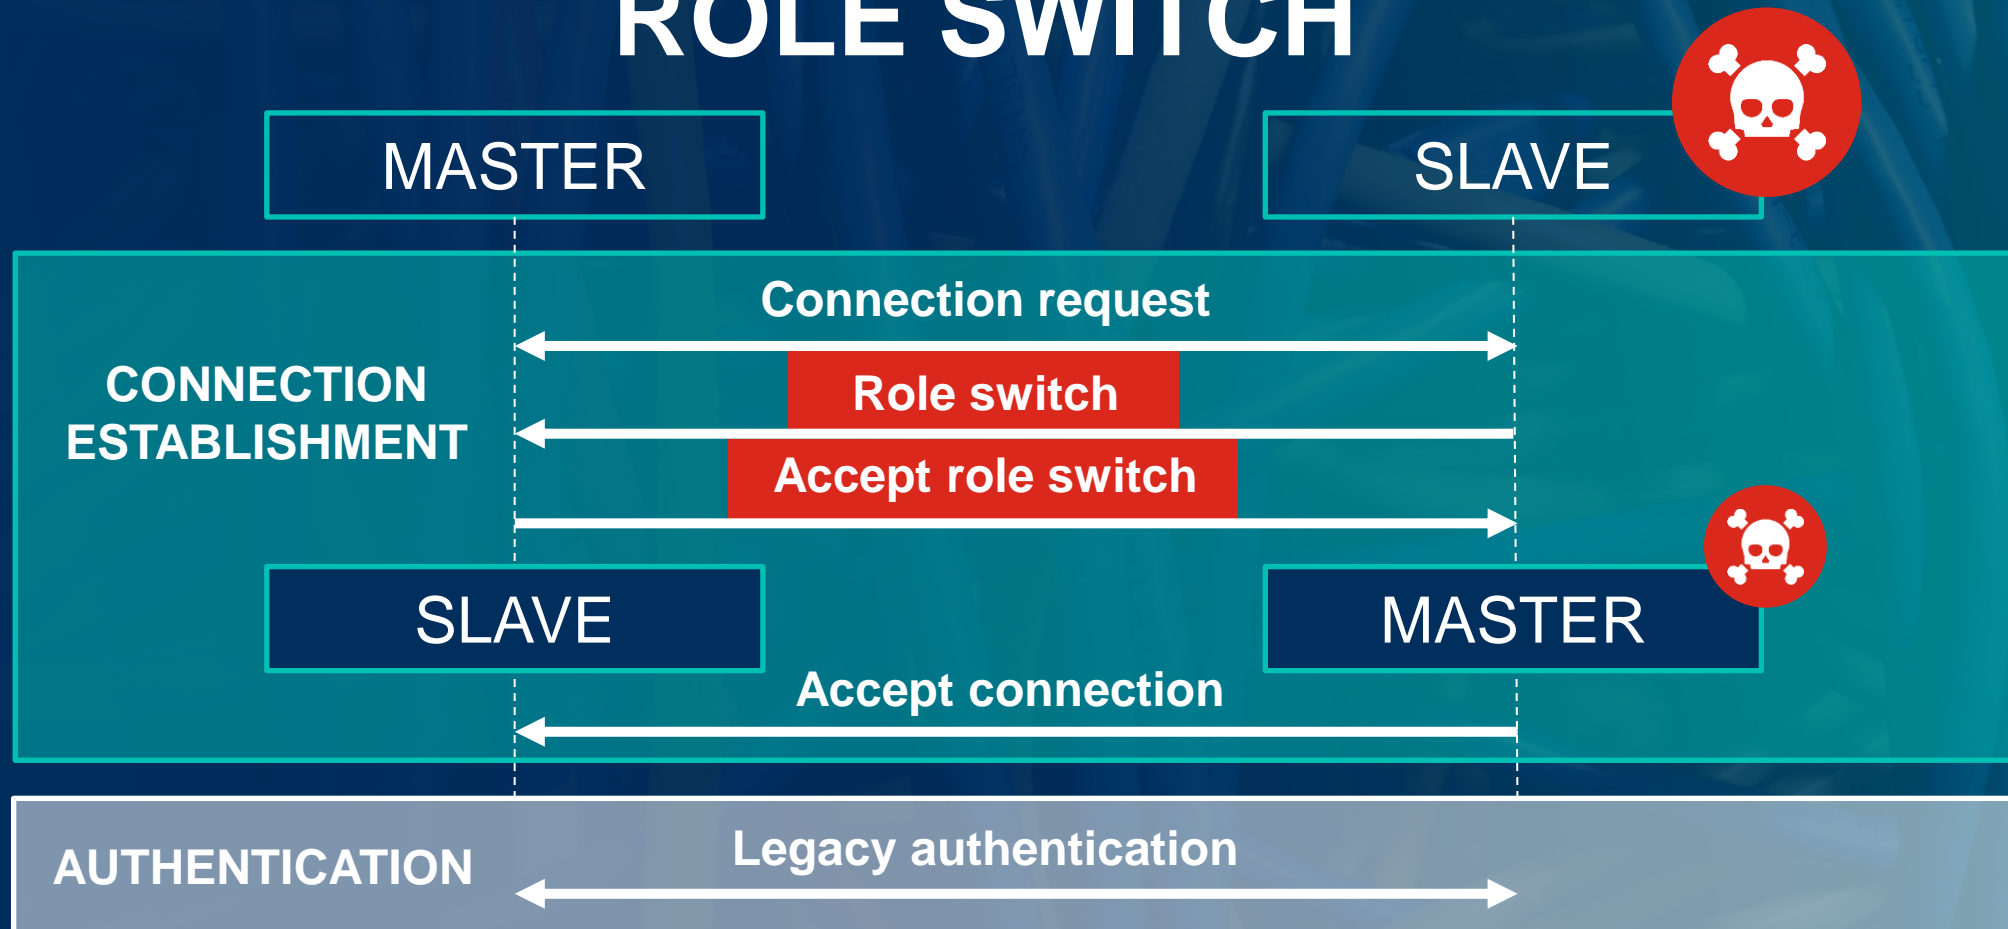 ROLE SWITCH
MASTER
SLAVE
Connection request
CONNECTION
ESTABLISHMENT
Role switch
Accept role switch
SLAVE
MASTER
Accept connection
AUTHENTICATION
Legacy authentication